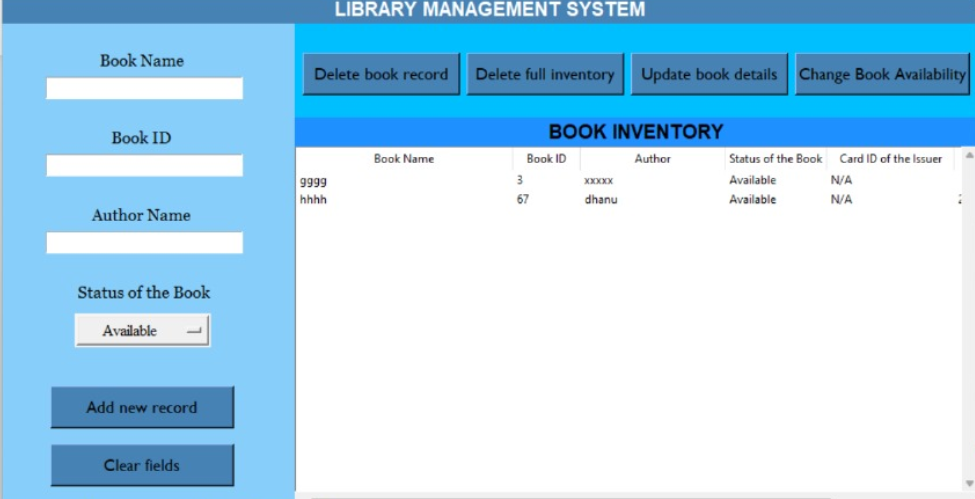 LIBRARY MANAGEMENT SYSTEM
Book Name
Book ID
Author Name
Status of the Book
Available
Add new record
Clear fields
Delete book record Delete full inventory Update book details Change Book Availability
BOOK INVENTORY
Book Name Book ID Author Status of the Book Card ID of the Issuer
gggg 3 xxxxx Available N/A
hhhh 67 dhanu Available N/A